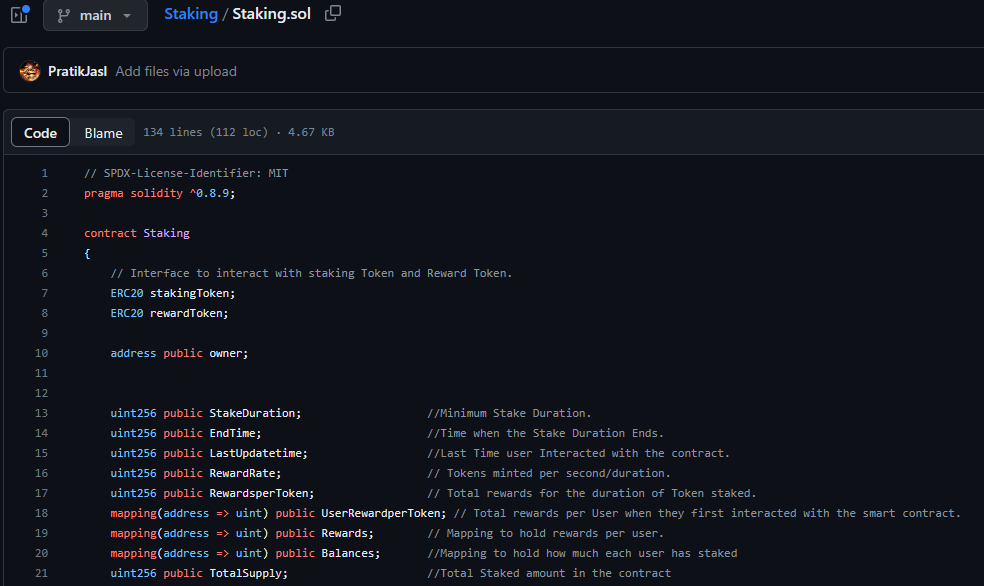 main
Staking / Staking.sol
PratikJasl Add files via upload
Code Blame 134 lines (112 loc) · 4.67 KB
1 // SPDX-License-Identifier: MIT
2 pragma solidity ^0.8.9;
3
4 contract Staking
5 {
6 // Interface to interact with staking Token and Reward Token.
7 ERC20 stakingToken;
8 ERC20 rewardToken;
9
10 address public owner;
11
12
13 uint256 public StakeDuration; //Minimum Stake Duration.
14 uint256 public EndTime; //Time when the Stake Duration Ends.
15 uint256 public LastUpdatetime; //Last Time user Interacted with the contract.
16 uint256 public RewardRate; // Tokens minted per second/duration.
17 uint256 public RewardsperToken; // Total rewards for the duration of Token staked.
18 mapping(address => uint) public UserRewardperToken; // Total rewards per User when they first interacted with the smart contract.
19 mapping(address => uint) public Rewards; // Mapping to hold rewards per user.
20 mapping(address => uint) public Balances; //Mapping to hold how much each user has staked
21 uint256 public TotalSupply; //Total Staked amount in the contract